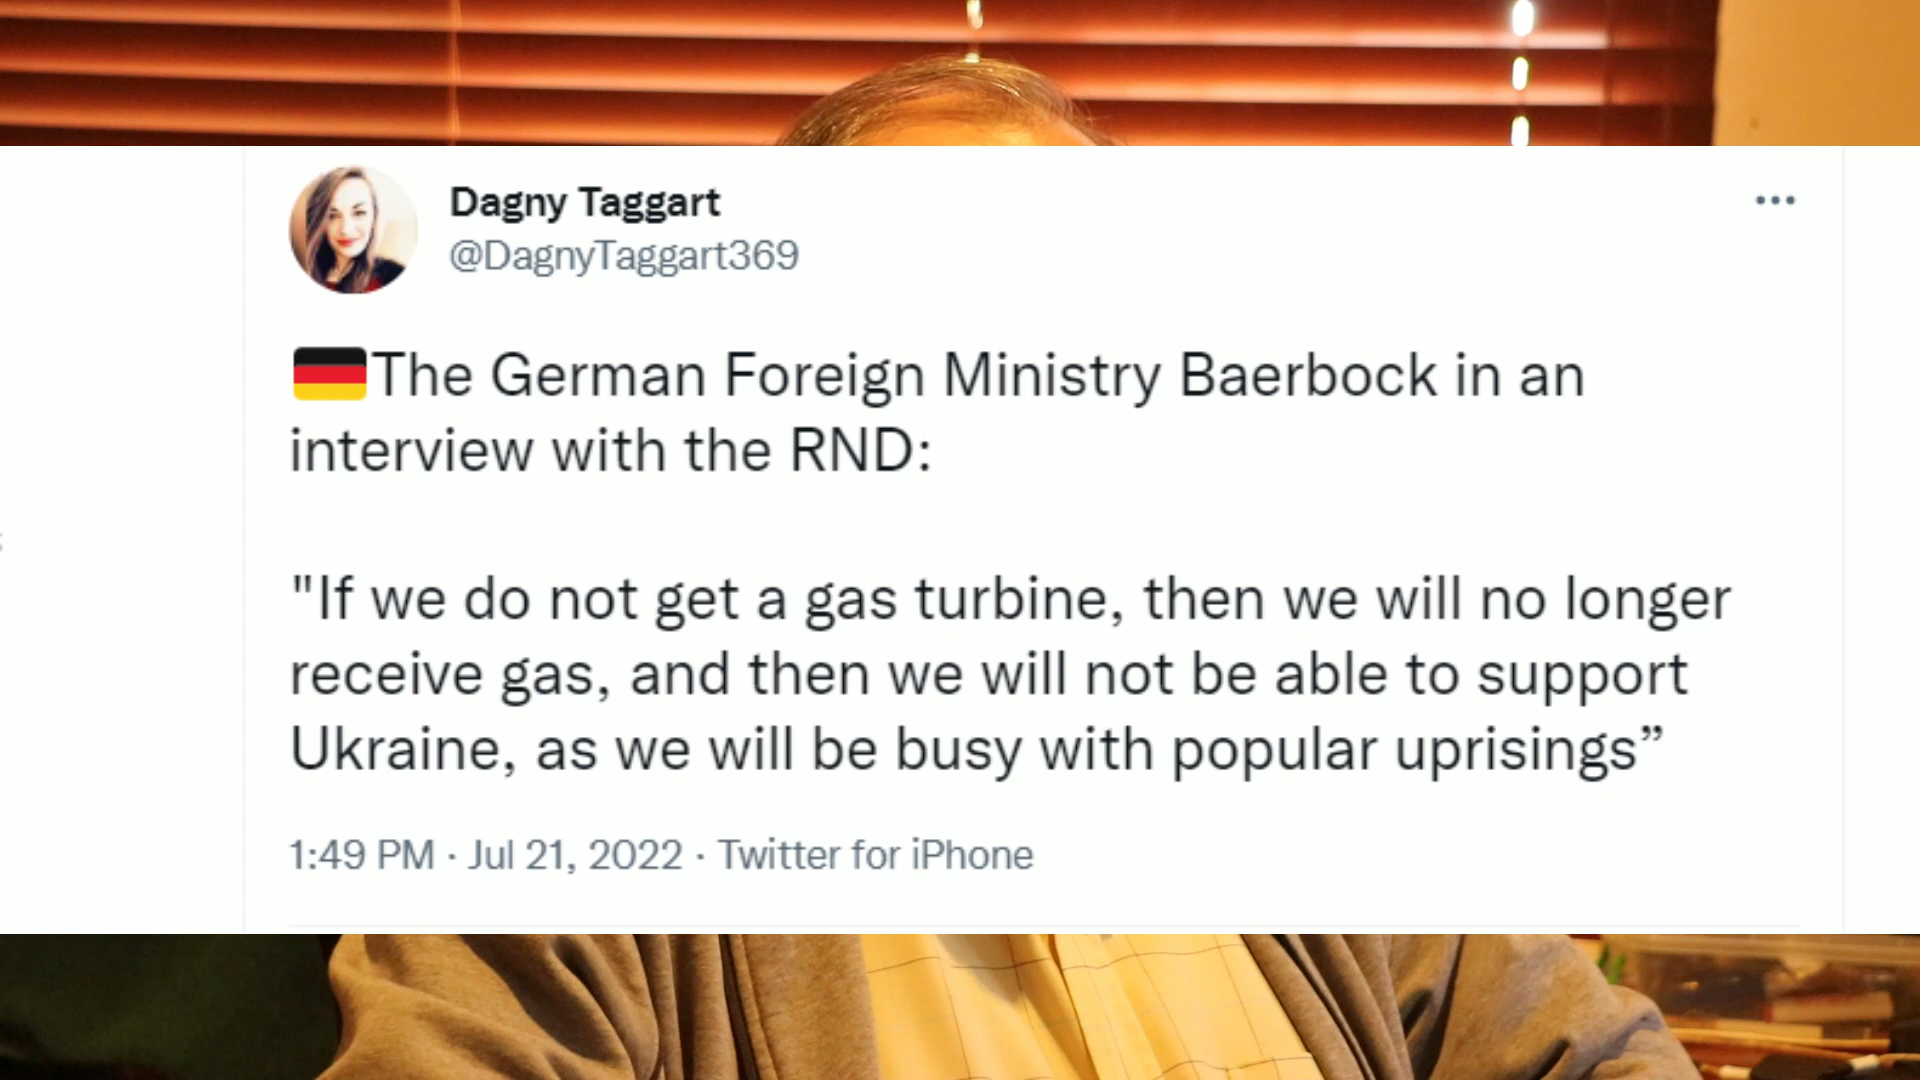 Dagny Taggart
@DagnyTaggart369
The German Foreign Ministry Baerbock in an
interview with the RND:
"If we do not get a gas turbine, then we will no longer
receive gas, and then we will not be able to support
Ukraine, as we will be busy with popular uprisings”
1:49 PM · Jul 21, 2022 · Twitter for iPhone